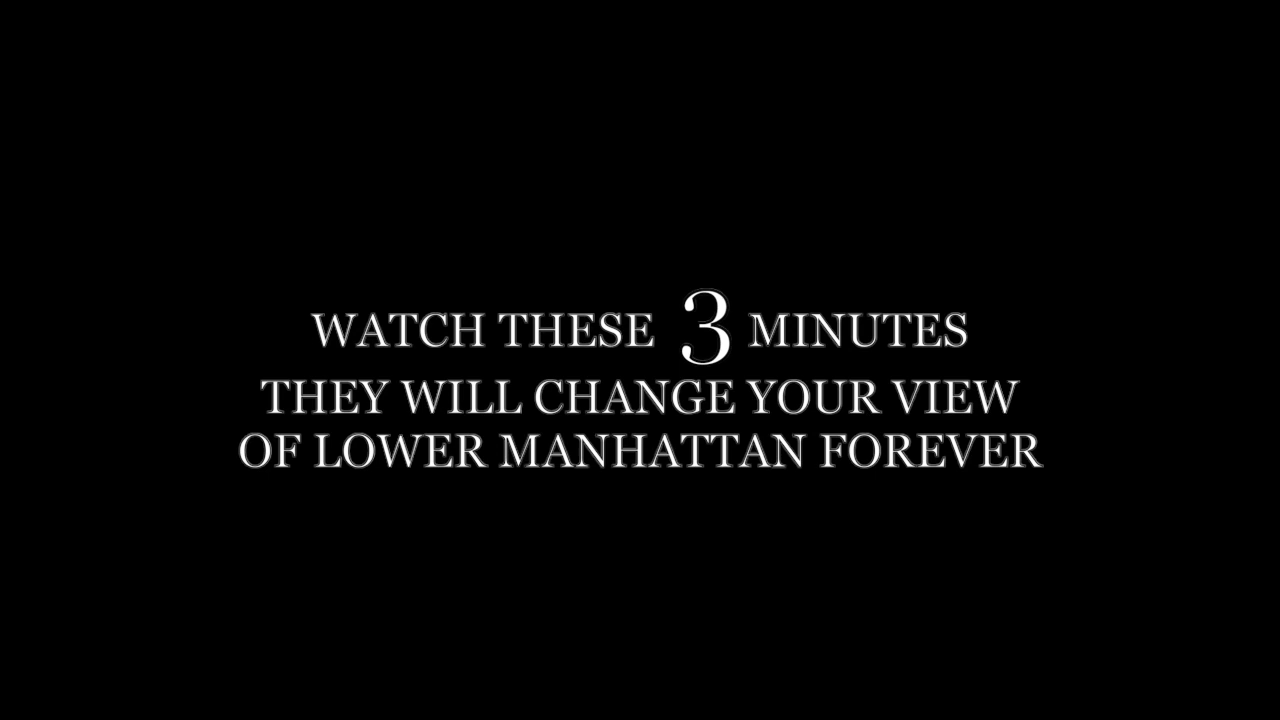 WATCH THESE 3 MINUTES
THEY WILL CHANGE YOUR VIEW
OF LOWER MANHATTAN FOREVER